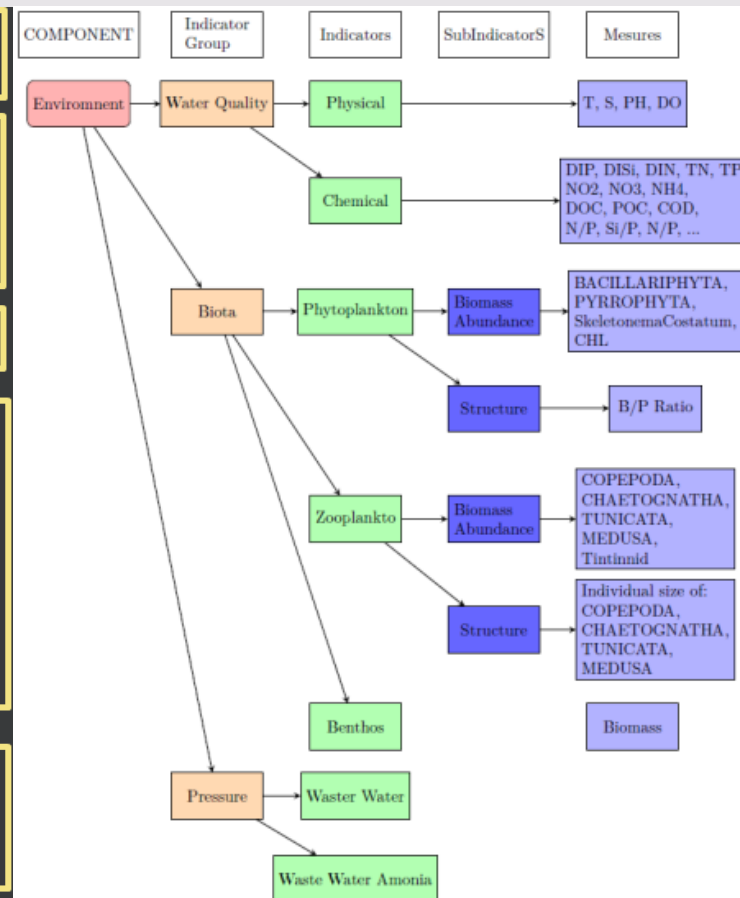 COMPONENT
Indicator
Group
Indicators
SubIndicatorS
Mesures
Enviromnent
Water Quality
Physical
T, S, PH, DO
Chemical
DIP, DISi, DIN, TN, TP
NO2, NO3, NH4,
DOC, POC, COD,
N/P, Si/P, N/P, ...
Biota
Phytoplankton
Biomass
Abundance
BACILLARIPHYTA,
PYRROPHYTA,
SkeletonemaCostatum,
CHL
Structure
B/P Ratio
Zooplankto
Biomass
Abundance
COPEPODA,
CHAETOGNATHA,
TUNICATA,
MEDUSA,
Tintinnid
Structure
Individual size of:
COPEPODA,
CHAETOGNATHA,
TUNICATA,
MEDUSA
Benthos
Biomass
Pressure
Waster Water
Waste Water Amonia